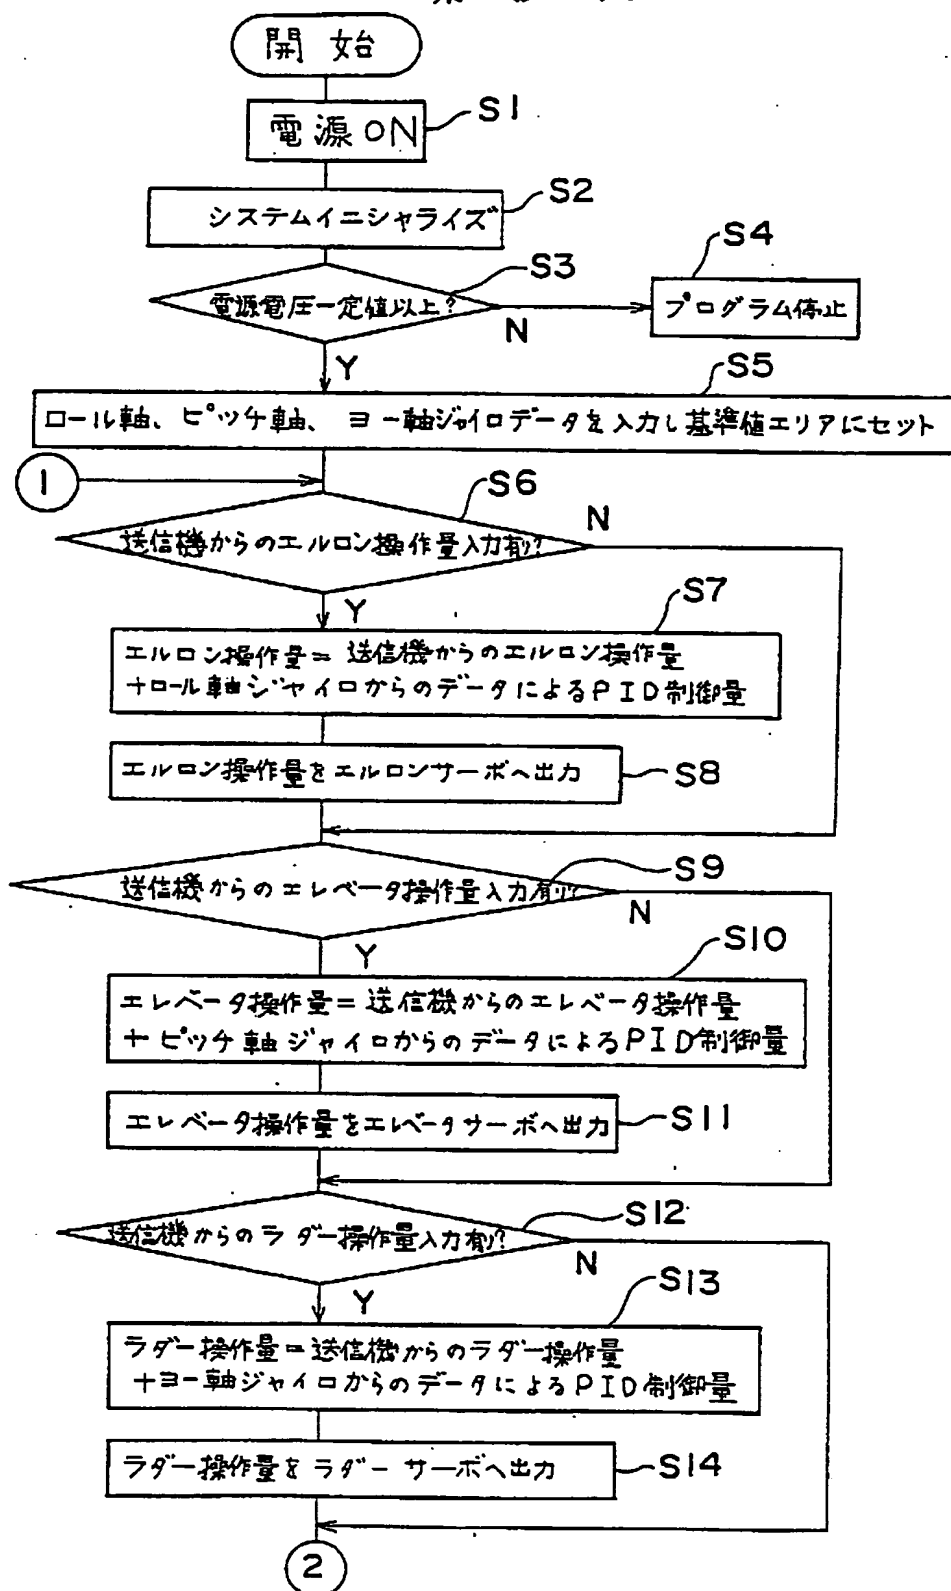 開始
電源ON
S1
システムイニシャライズ
S2
電源電圧一定値以上?
S3
N
プログラム停止
S4
Y
ロール軸、ピッチ軸、ヨー軸ジャイロデータを入力し基準値エリアにセット
S5
1
送信機からのエルロン操作量入力有り?
S6
N
Y
エルロン操作量=送信機からのエルロン操作量
+ロール軸ジャイロからのデータによるPID制御量
S7
エルロン操作量をエルロンサーボへ出力
S8
送信機からのエレベータ操作量入力有り?
S9
N
Y
エレベータ操作量=送信機からのエレベータ操作量
+ピッチ軸ジャイロからのデータによるPID制御量
S10
エレベータ操作量をエレベータサーボへ出力
S11
送信機からのラダー操作量入力有り?
S12
N
Y
ラダー操作量=送信機からのラダー操作量
+ヨー軸ジャイロからのデータによるPID制御量
S13
ラダー操作量をラダーサーボへ出力
S14
2